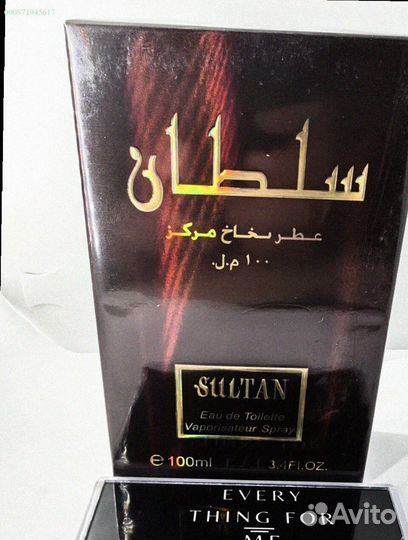 000871945617
سلطان
عطر بخاخ مركز
١٠٠ م.ل.
SULTAN
Eau de Toilette
Vaporisateur Spray
e 100ml 3.4FL.OZ.
EVERY
THING FOR
ME
Avito